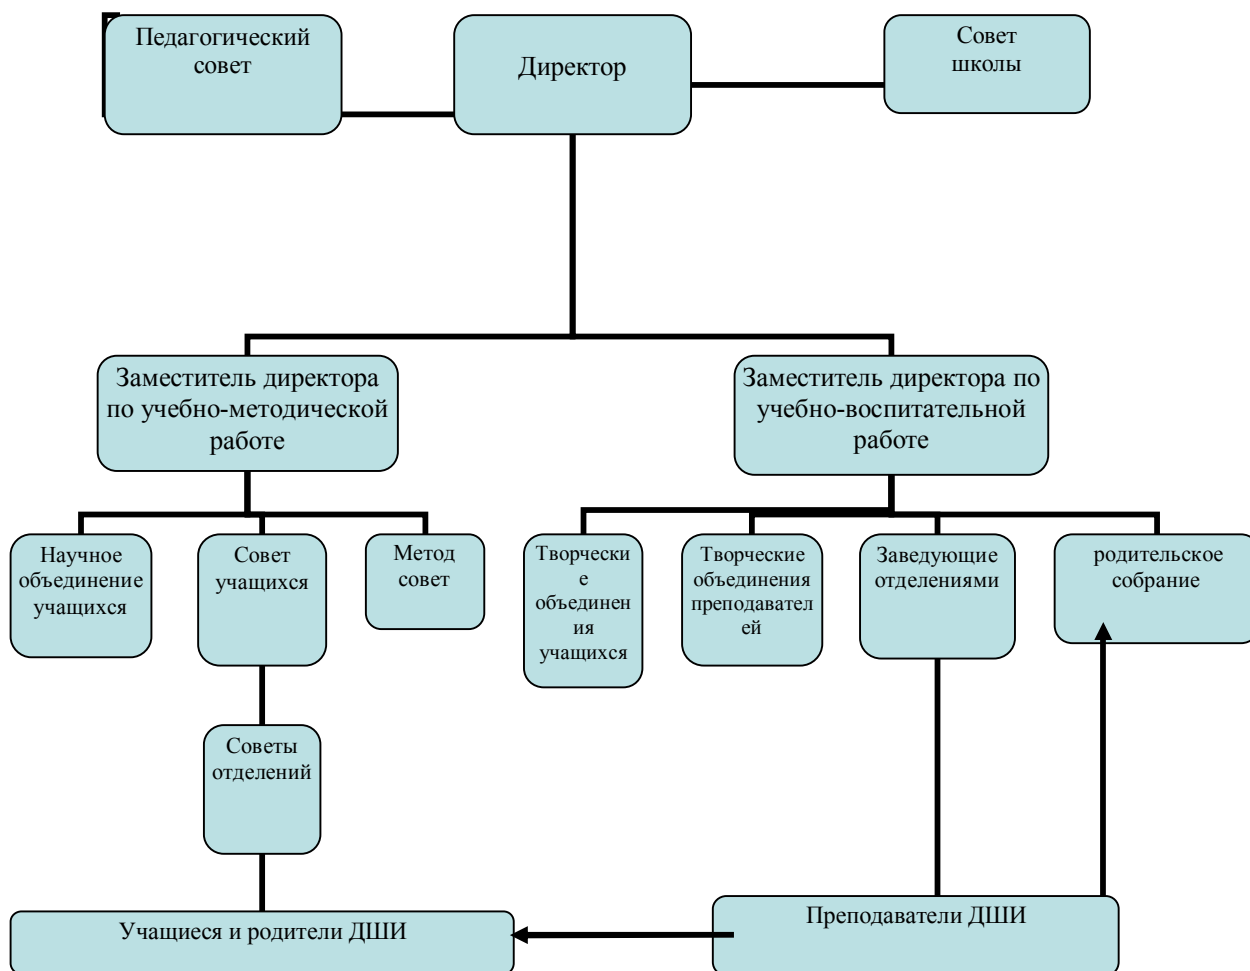 Педагогический
совет
Директор
Совет
школы
Заместитель директора
по учебно-методической
работе
Заместитель директора по
учебно-воспитательной
работе
Научное
объединение
учащихся
Совет
учащихся
Метод
совет
Творчески
е
объединен
ия
учащихся
Творческие
объединения
преподавател
ей
Заведующие
отделениями
родительское
собрание
Советы
отделений
Учащиеся и родители ДШИ
Преподаватели ДШИ